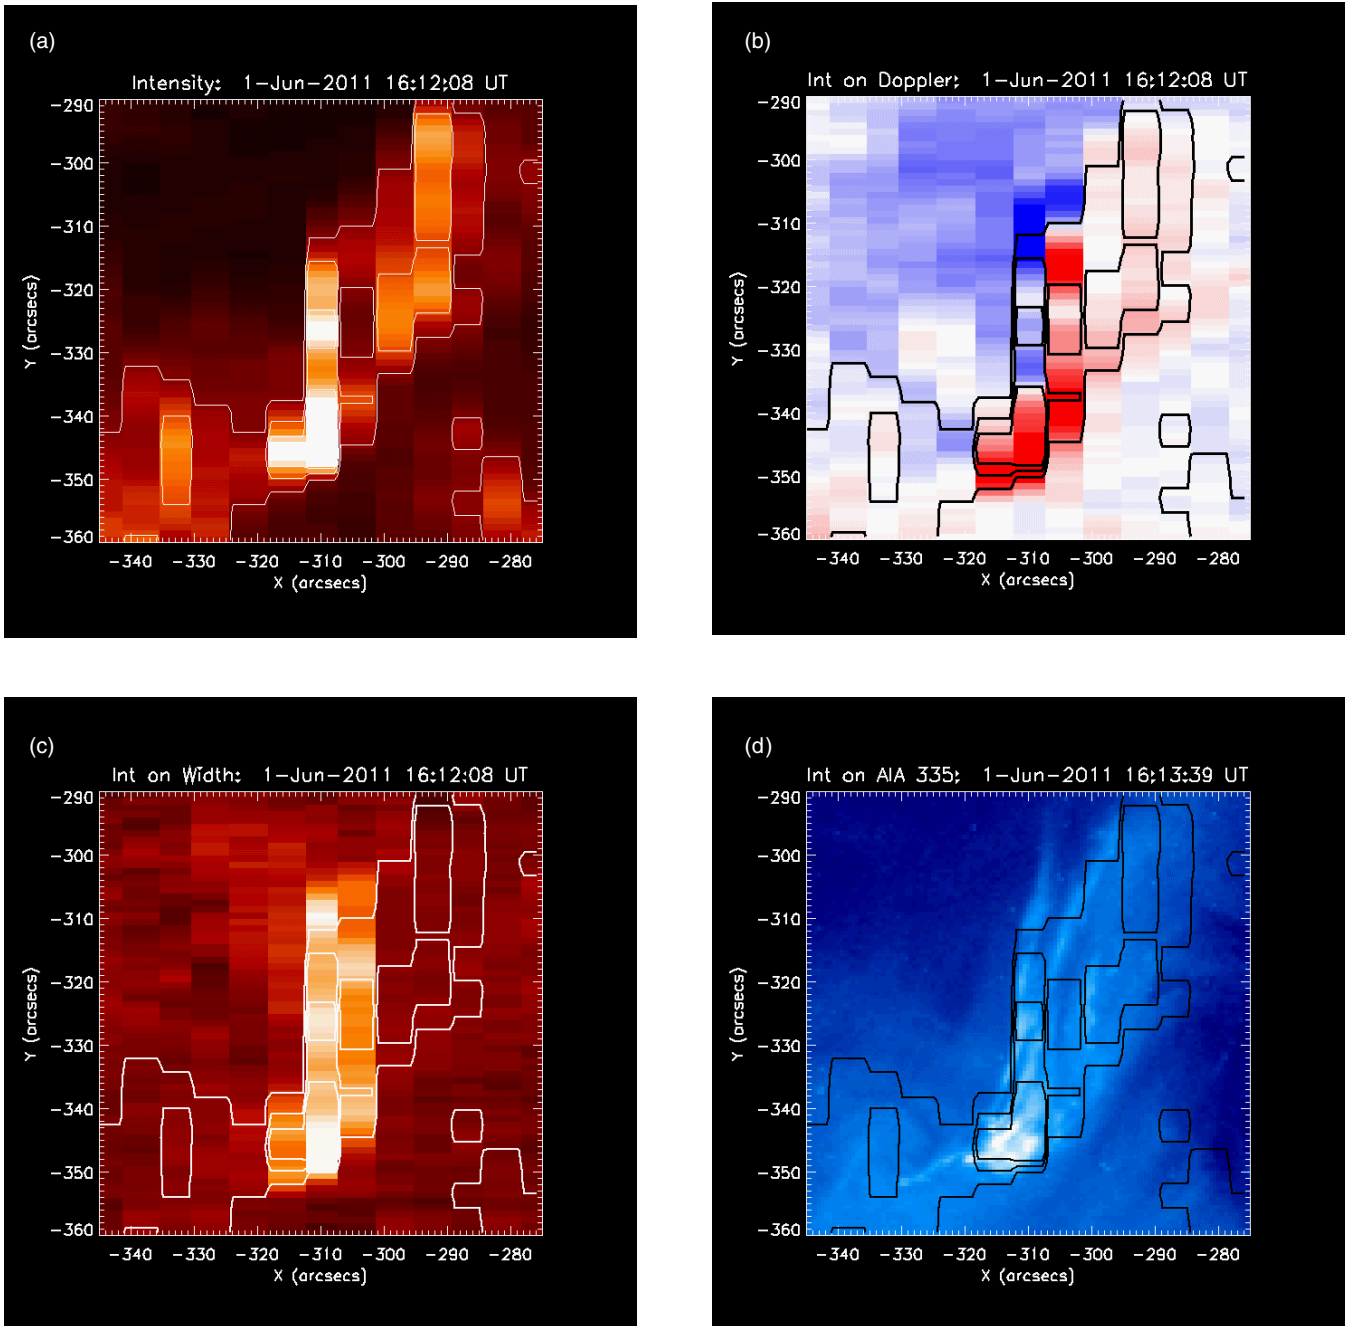 (a)
Intensity: 1-Jun-2011 16:12:08 UT
-290
-300
-310
-320
-330
-340
-350
-360
Y (arcsecs)
-340 -330 -320 -310 -300 -290 -280
X (arcsecs)
(b)
Int on Doppler: 1-Jun-2011 16:12:08 UT
-290
-300
-310
-320
-330
-340
-350
-360
Y (arcsecs)
-340 -330 -320 -310 -300 -290 -280
X (arcsecs)
(c)
Int on Width: 1-Jun-2011 16:12:08 UT
-290
-300
-310
-320
-330
-340
-350
-360
Y (arcsecs)
-340 -330 -320 -310 -300 -290 -280
X (arcsecs)
(d)
Int on AIA 335: 1-Jun-2011 16:13:39 UT
-290
-300
-310
-320
-330
-340
-350
-360
Y (arcsecs)
-340 -330 -320 -310 -300 -290 -280
X (arcsecs)